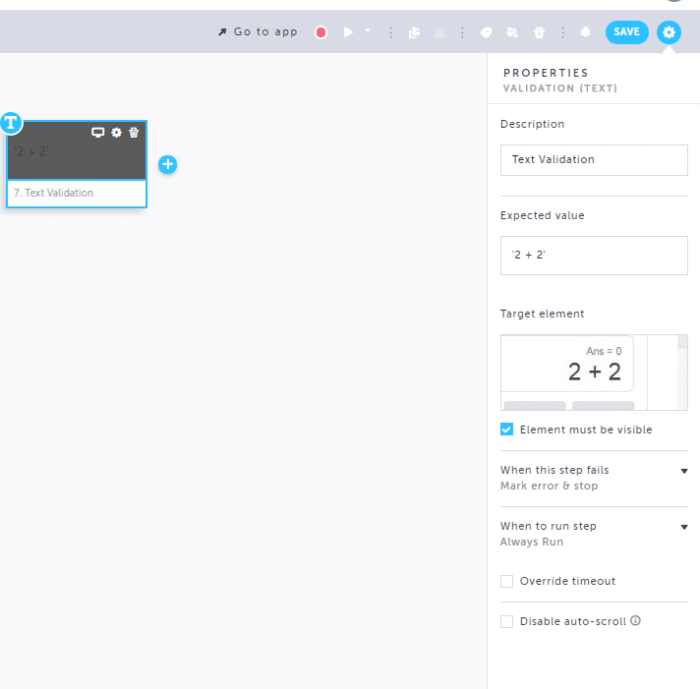 Go to app
SAVE
PROPERTIES
VALIDATION (TEXT)
T
'2 + 2'
7. Text Validation
Description
Text Validation
Expected value
'2 + 2'
Target element
Ans = 0
2 + 2
Element must be visible
When this step fails
Mark error & stop
When to run step
Always Run
Override timeout
Disable auto-scroll